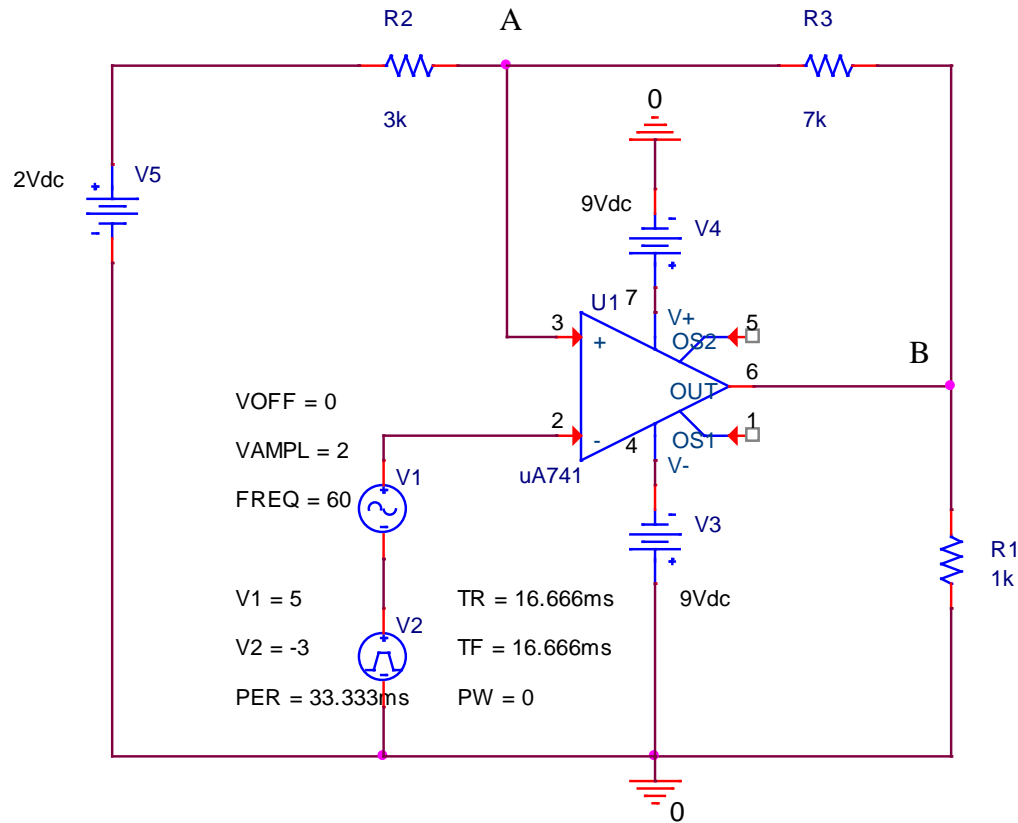 R2
A
R3
3k
0
7k
2Vdc
V5
9Vdc
V4
U1
7
3
+
V+
5
OS2
B
6
OUT
VOFF = 0
2
-
4
OS1
1
VAMPL = 2
V1
uA741
V-
FREQ = 60
V3
R1
1k
V1 = 5
TR = 16.666ms
9Vdc
V2
V2 = -3
TF = 16.666ms
PER = 33.333ms
PW = 0
0